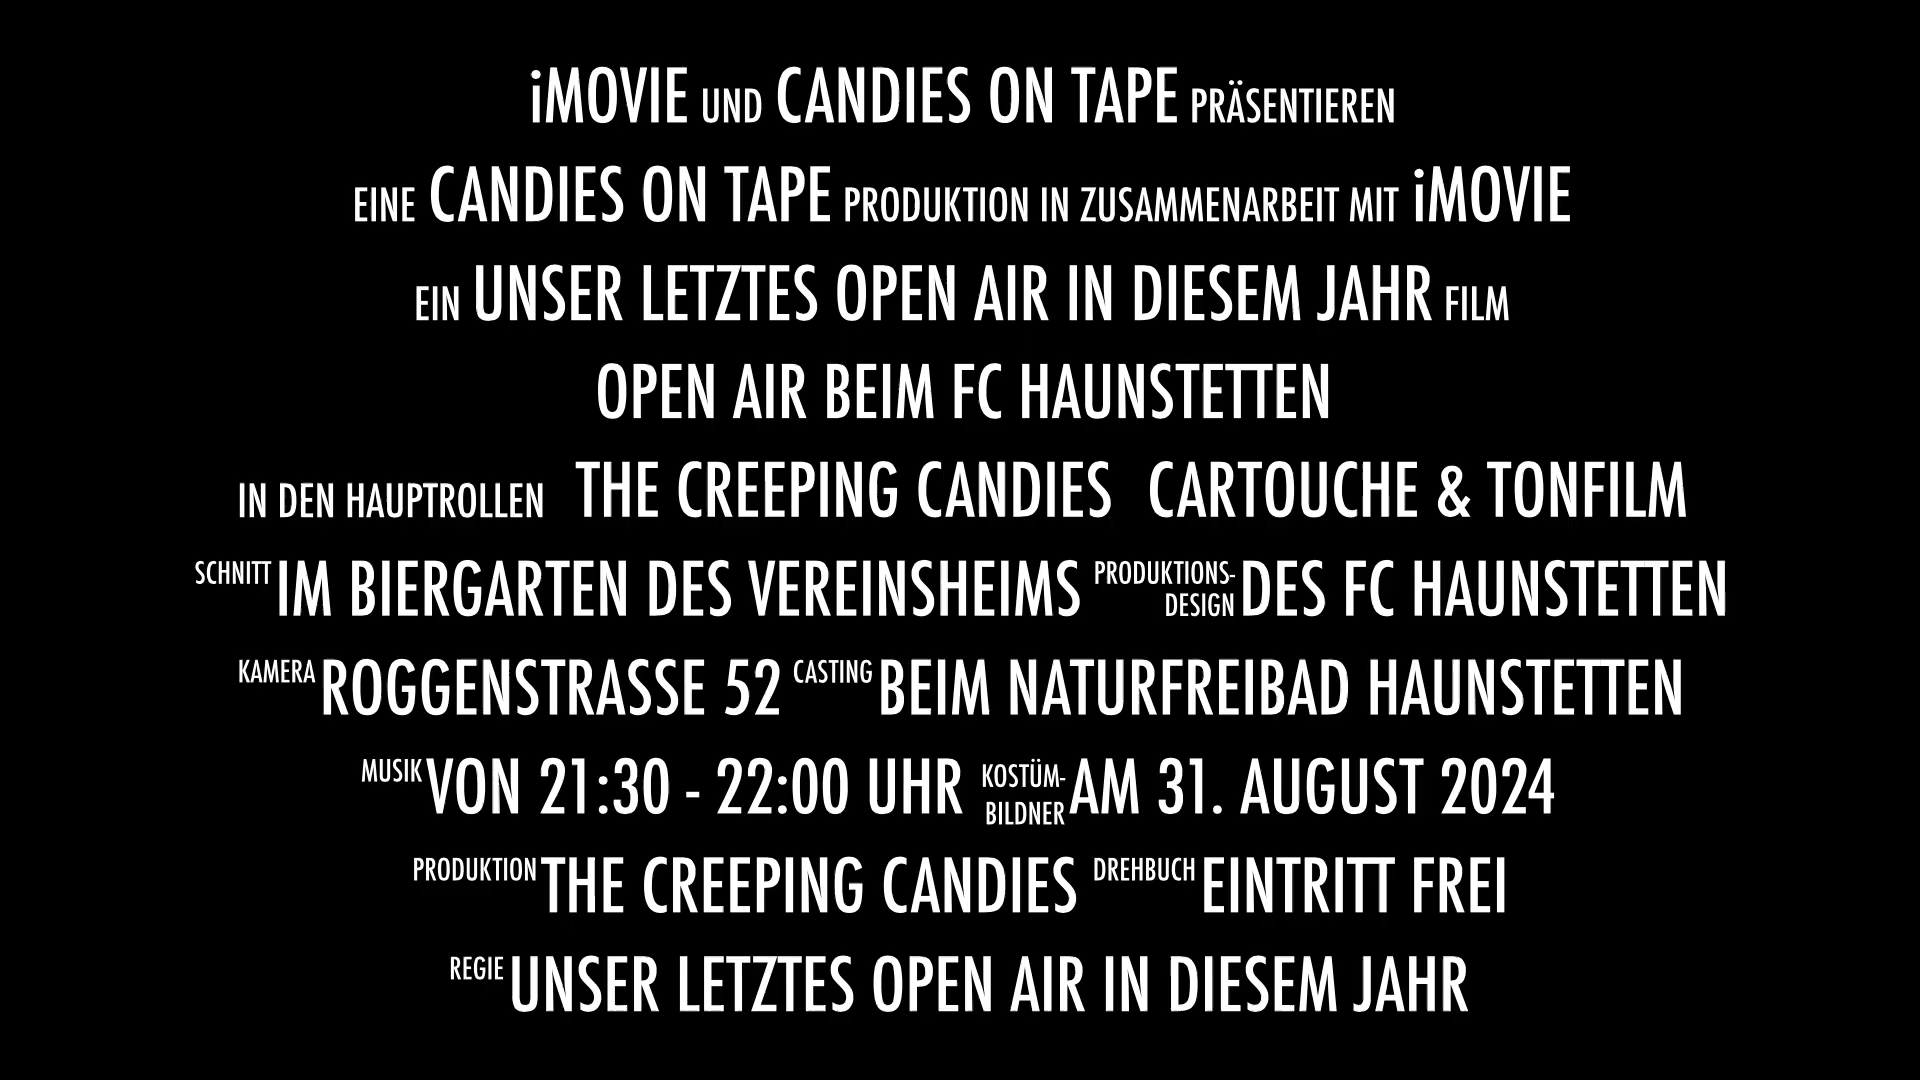 iMOVIE UND CANDIES ON TAPE PRÄSENTIEREN
EINE CANDIES ON TAPE PRODUKTION IN ZUSAMMENARBEIT MIT iMOVIE
EIN UNSER LETZTES OPEN AIR IN DIESEM JAHR FILM
OPEN AIR BEIM FC HAUNSTETTEN
IN DEN HAUPTROLLEN THE CREEPING CANDIES CARTOUCHE & TONFILM
SCHNITT IM BIERGARTEN DES VEREINSHEIMS PRODUKTIONS-DESIGN DES FC HAUNSTETTEN
KAMERA ROGGENSTRASSE 52 CASTING BEIM NATURFREIBAD HAUNSTETTEN
MUSIK VON 21:30 - 22:00 UHR KOSTÜM-BILDNER AM 31. AUGUST 2024
PRODUKTION THE CREEPING CANDIES DREHBUCH EINTRITT FREI
REGIE UNSER LETZTES OPEN AIR IN DIESEM JAHR